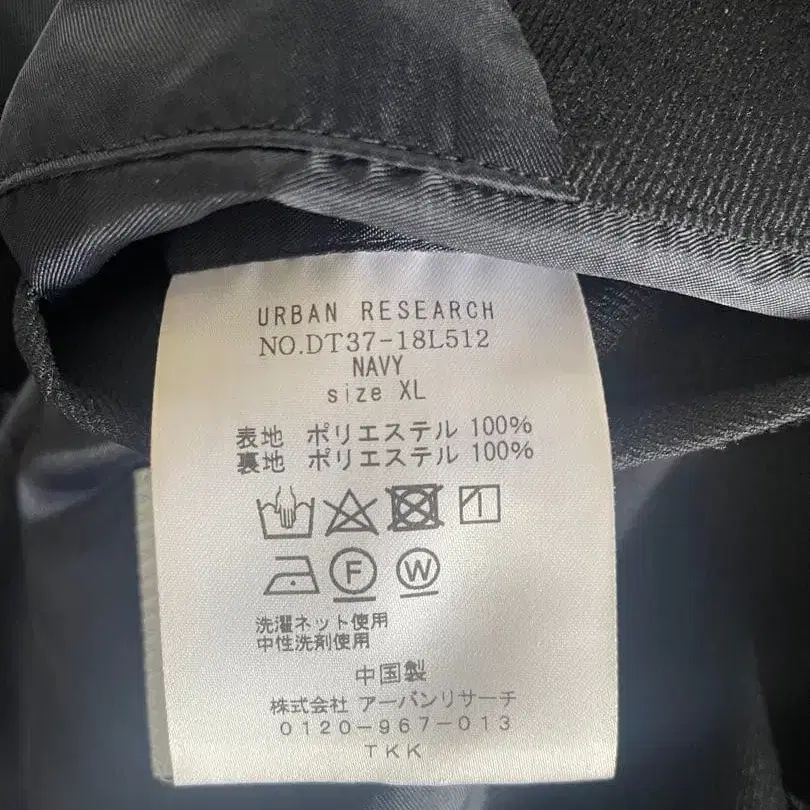 URBAN RESEARCH
NO.DT37-18L512
NAVY
size XL
表地 ポリエステル 100%
裏地 ポリエステル 100%
F W
洗濯ネット使用
中性洗剤使用
中国製
株式会社 アーバンリサーチ
0120-967-013
TKK